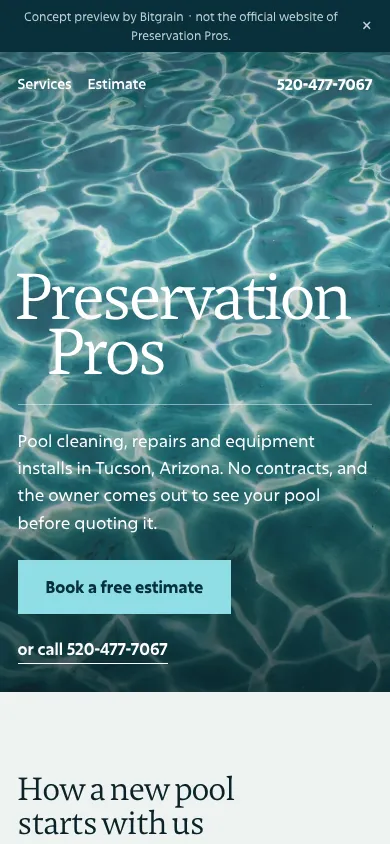 Concept preview by Bitgrain · not the official website of
Preservation Pros.
×
Services Estimate 520-477-7067
Preservation
Pros
Pool cleaning, repairs and equipment
installs in Tucson, Arizona. No contracts, and
the owner comes out to see your pool
before quoting it.
Book a free estimate
or call 520-477-7067
How a new pool
starts with us